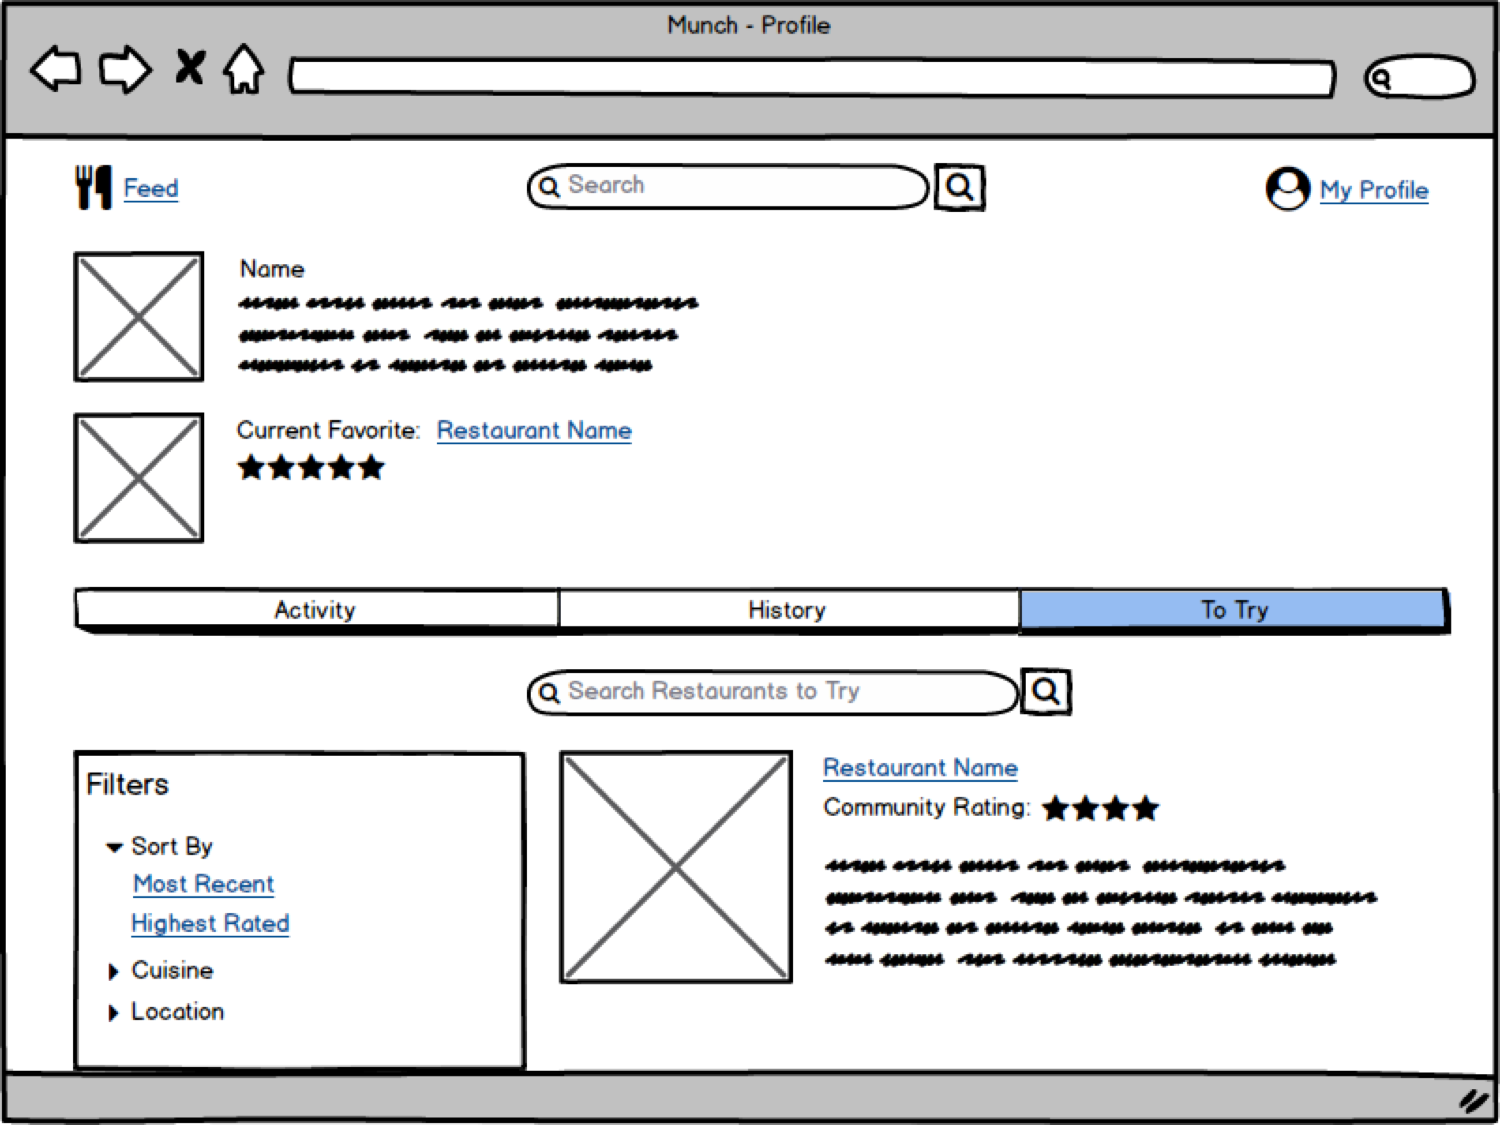 Munch - Profile
Feed
Search
My Profile
Name
Current Favorite: Restaurant Name
Activity
History
To Try
Search Restaurants to Try
Filters
Sort By
Most Recent
Highest Rated
Cuisine
Location
Restaurant Name
Community Rating: